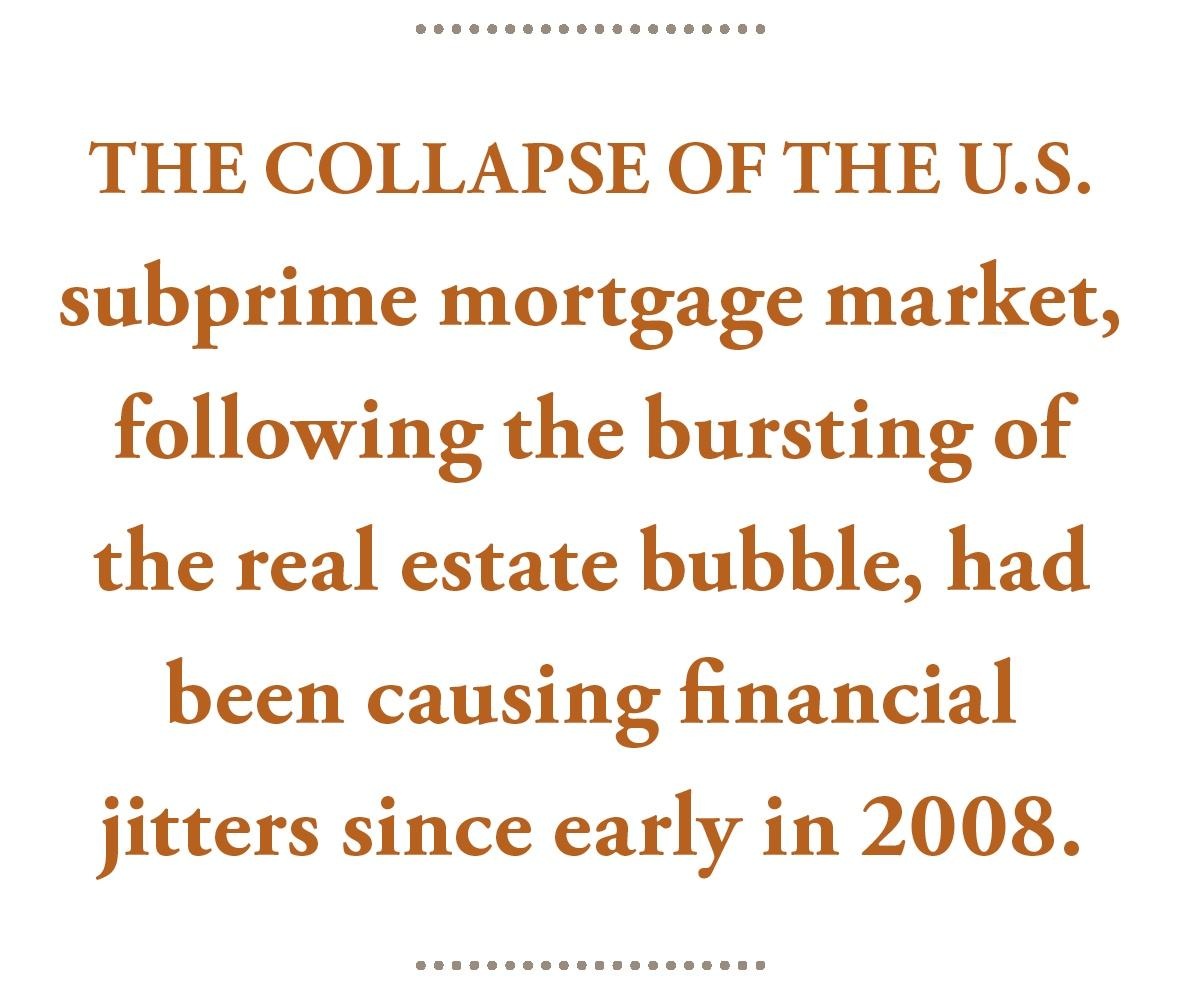 THE COLLAPSE OF THE U.S.
subprime mortgage market,
following the bursting of
the real estate bubble, had
been causing financial
jitters since early in 2008.